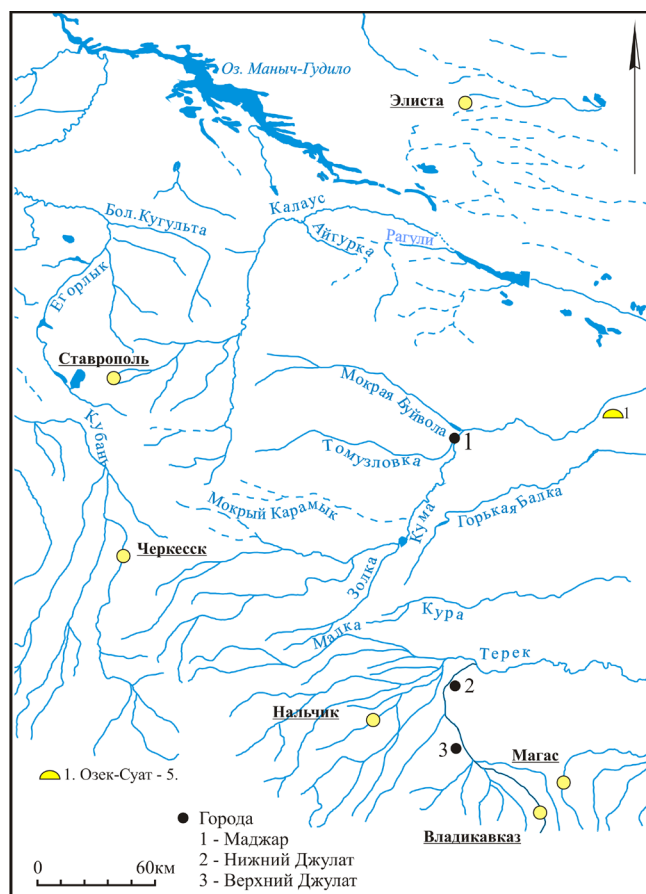 Оз. Маныч-Гудило
Элиста
Калаус
Бол.Кугульта
Айгурка
Рагули
Егорлык
Ставрополь
Мокрая Буйвола
1
1
Кубань
Томузловка
Мокрый Карамык
Кума
Горькая Балка
Черкесск
Золка
Кура
Малка
Терек
2
Нальчик
3
Магас
1. Озек-Суат - 5.
Города
1 - Маджар
Владикавказ
2 - Нижний Джулат
0 60км
3 - Верхний Джулат